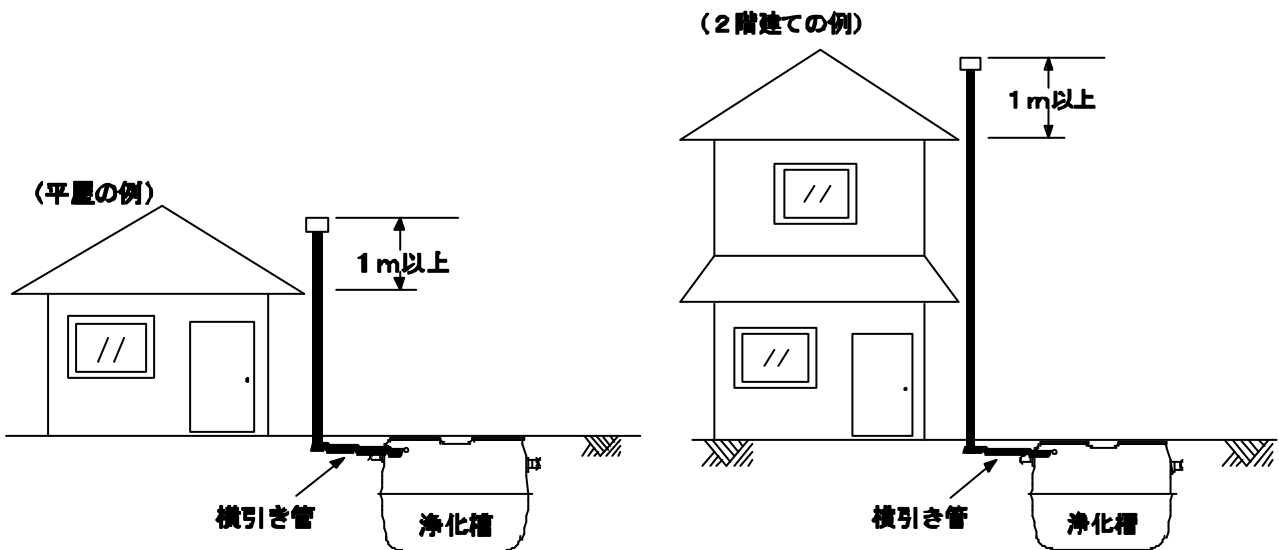 （平屋の例）
1m以上
横引き管
浄化槽
（２階建ての例）
1m以上
横引き管
浄化槽